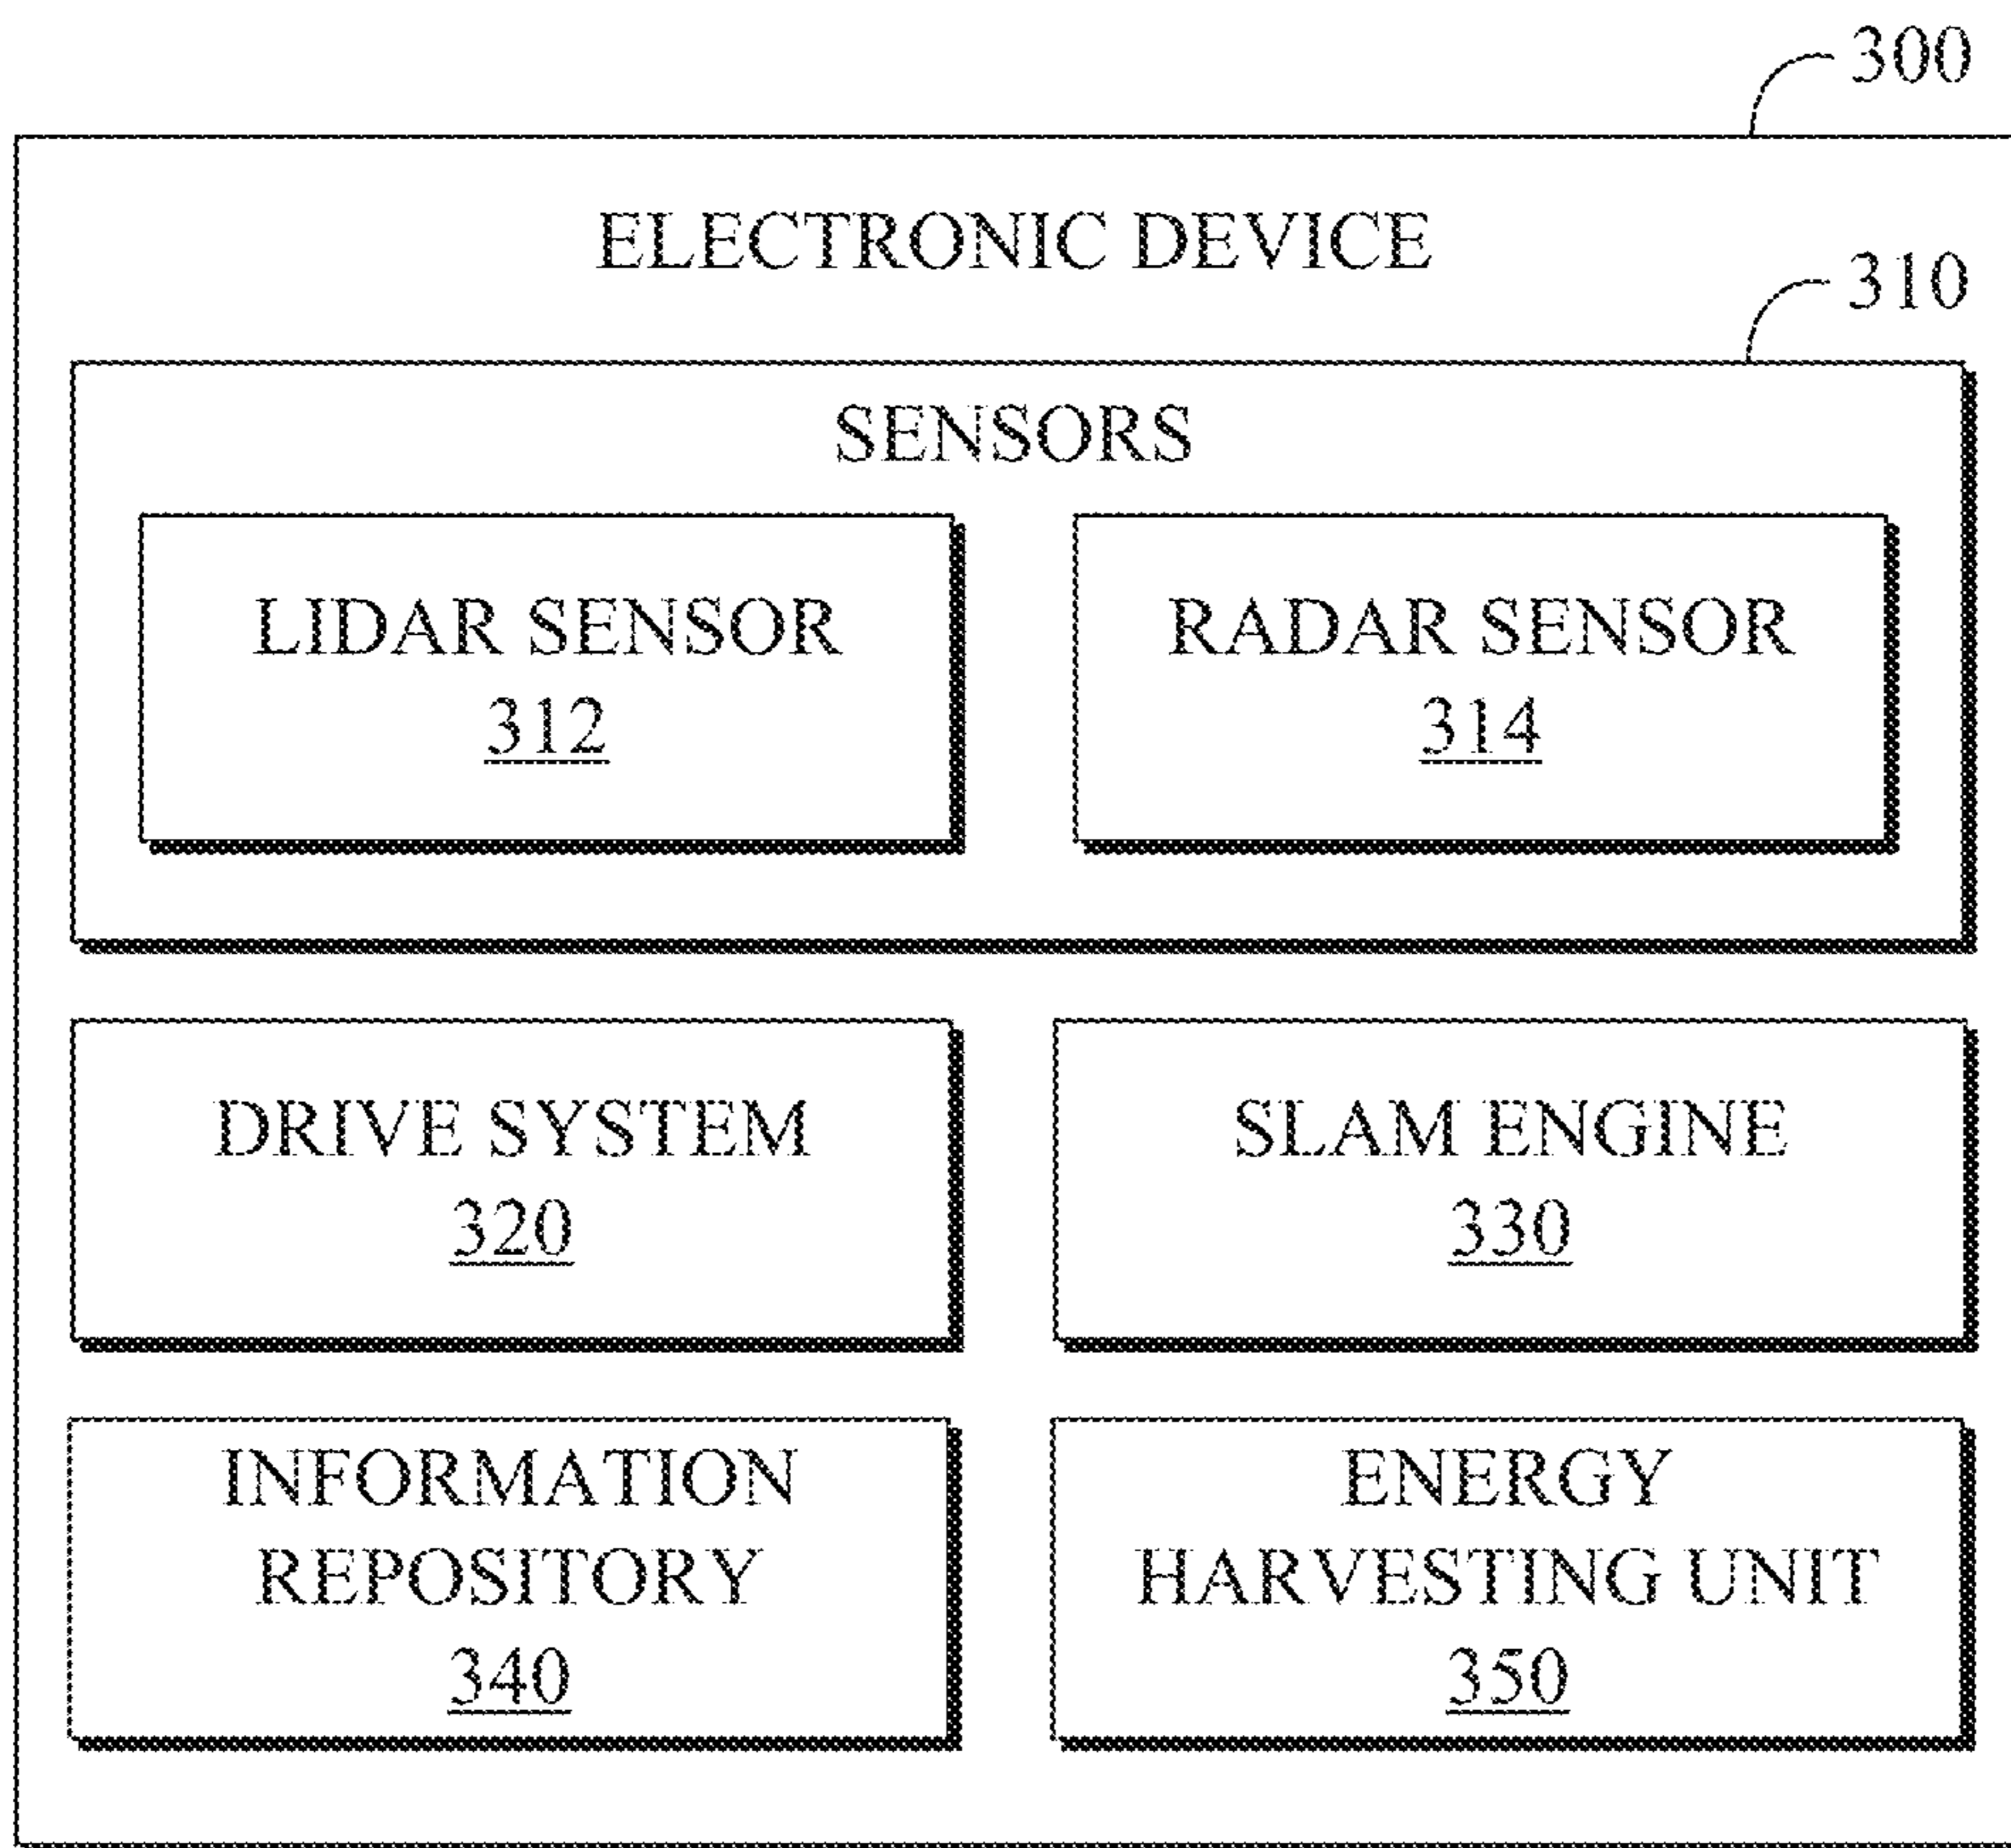 300
ELECTRONIC DEVICE
310
SENSORS
LIDAR SENSOR
312
RADAR SENSOR
314
DRIVE SYSTEM
320
SLAM ENGINE
330
INFORMATION
REPOSITORY
340
ENERGY
HARVESTING UNIT
350